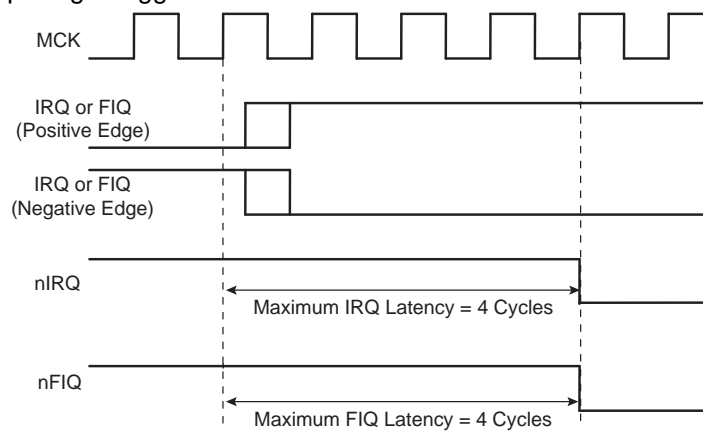 MCK
IRQ or FIQ
(Positive Edge)
IRQ or FIQ
(Negative Edge)
nIRQ
Maximum IRQ Latency = 4 Cycles
nFIQ
Maximum FIQ Latency = 4 Cycles